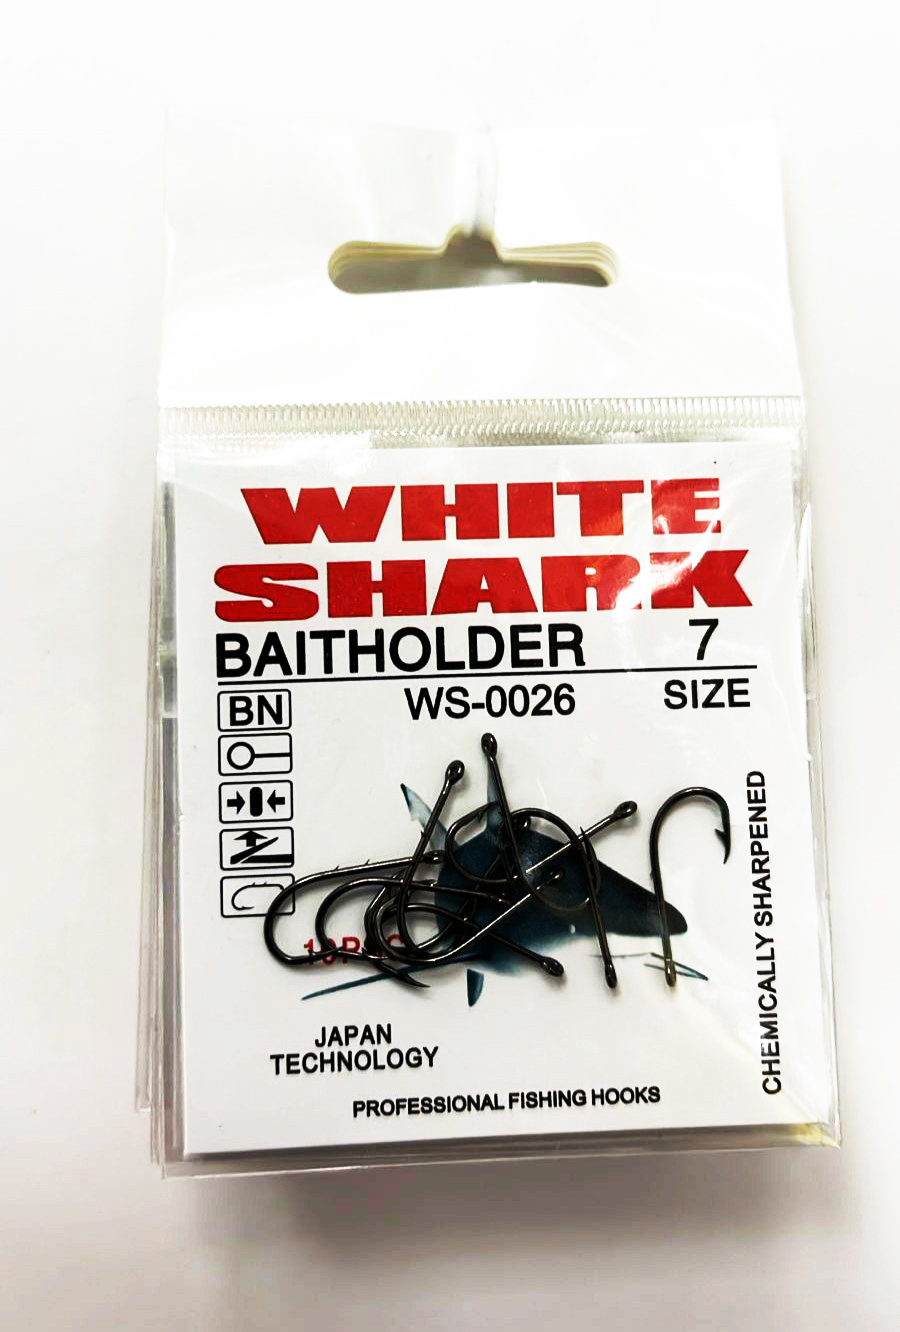 WHITE
SHARK
BAITHOLDER 7
WS-0026 SIZE
BN
CHEMICALLY SHARPENED
JAPAN
TECHNOLOGY
PROFESSIONAL FISHING HOOKS